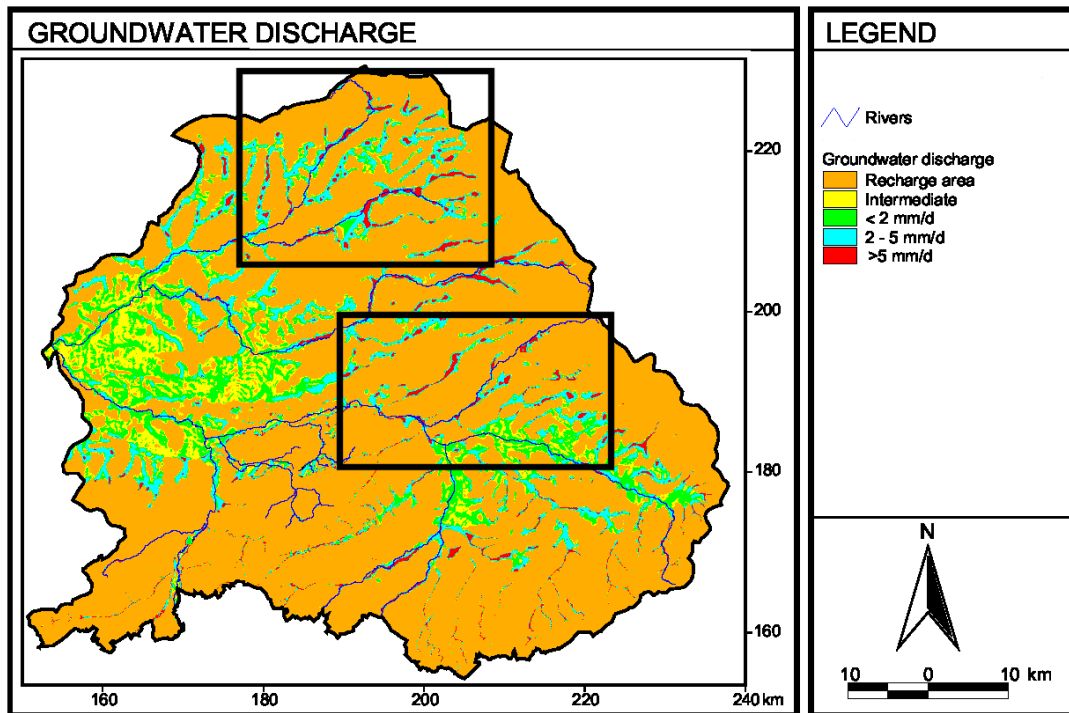 GROUNDWATER DISCHARGE
220
200
180
160
160 180 200 220 240 km
LEGEND
Rivers
Groundwater discharge
Recharge area
Intermediate
< 2 mm/d
2 - 5 mm/d
>5 mm/d
N
10 0 10 km